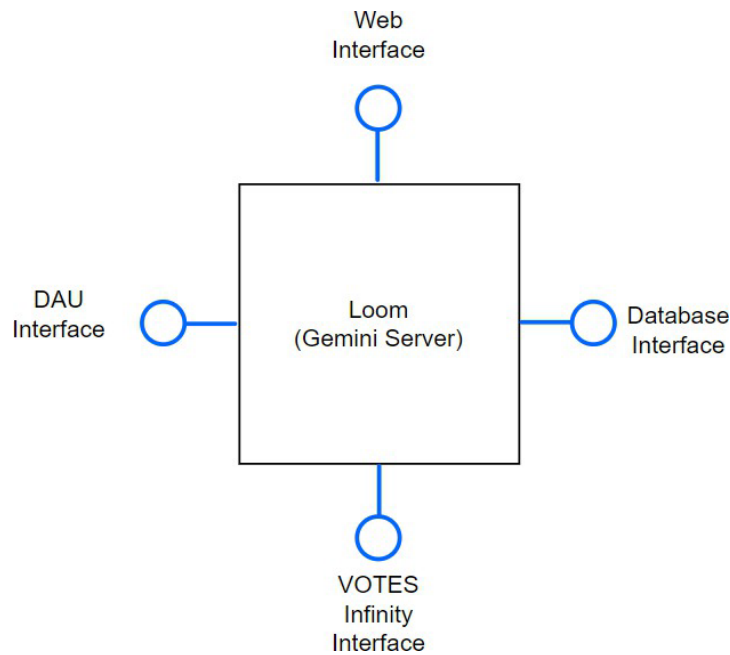 Web
Interface
DAU
Interface
Loom
(Gemini Server)
Database
Interface
VOTES
Infinity
Interface